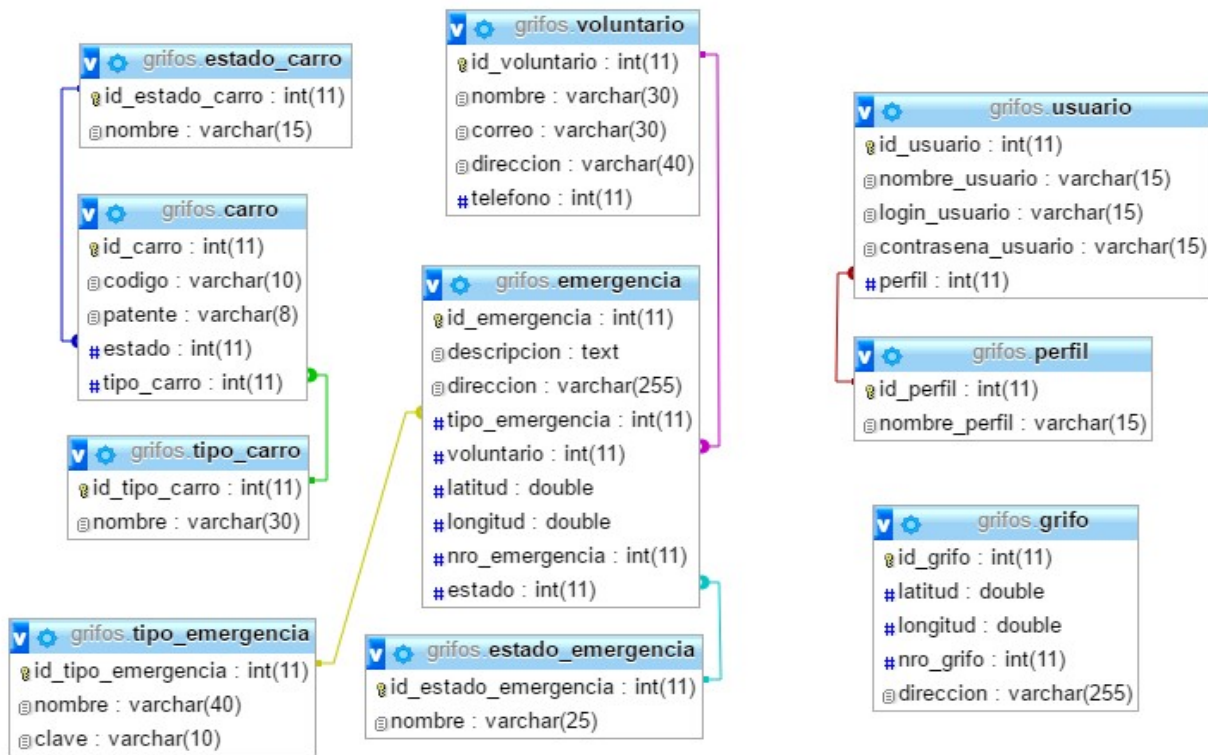 grifos.estado_carro
id_estado_carro : int(11)
nombre : varchar(15)
grifos.carro
id_carro : int(11)
codigo : varchar(10)
patente : varchar(8)
#estado : int(11)
#tipo_carro : int(11)
grifos.tipo_carro
id_tipo_carro : int(11)
nombre : varchar(30)
grifos.tipo_emergencia
id_tipo_emergencia : int(11)
nombre : varchar(40)
clave : varchar(10)
grifos.voluntario
id_voluntario : int(11)
nombre : varchar(30)
correo : varchar(30)
direccion : varchar(40)
#telefono : int(11)
grifos.emergencia
id_emergencia : int(11)
descripcion : text
direccion : varchar(255)
#tipo_emergencia : int(11)
#voluntario : int(11)
#latitud : double
#longitud : double
#nro_emergencia : int(11)
#estado : int(11)
grifos.estado_emergencia
id_estado_emergencia : int(11)
nombre : varchar(25)
grifos.usuario
id_usuario : int(11)
nombre_usuario : varchar(15)
login_usuario : varchar(15)
contrasena_usuario : varchar(15)
#perfil : int(11)
grifos.perfil
id_perfil : int(11)
nombre_perfil : varchar(15)
grifos.grifo
id_grifo : int(11)
#latitud : double
#longitud : double
#nro_grifo : int(11)
direccion : varchar(255)